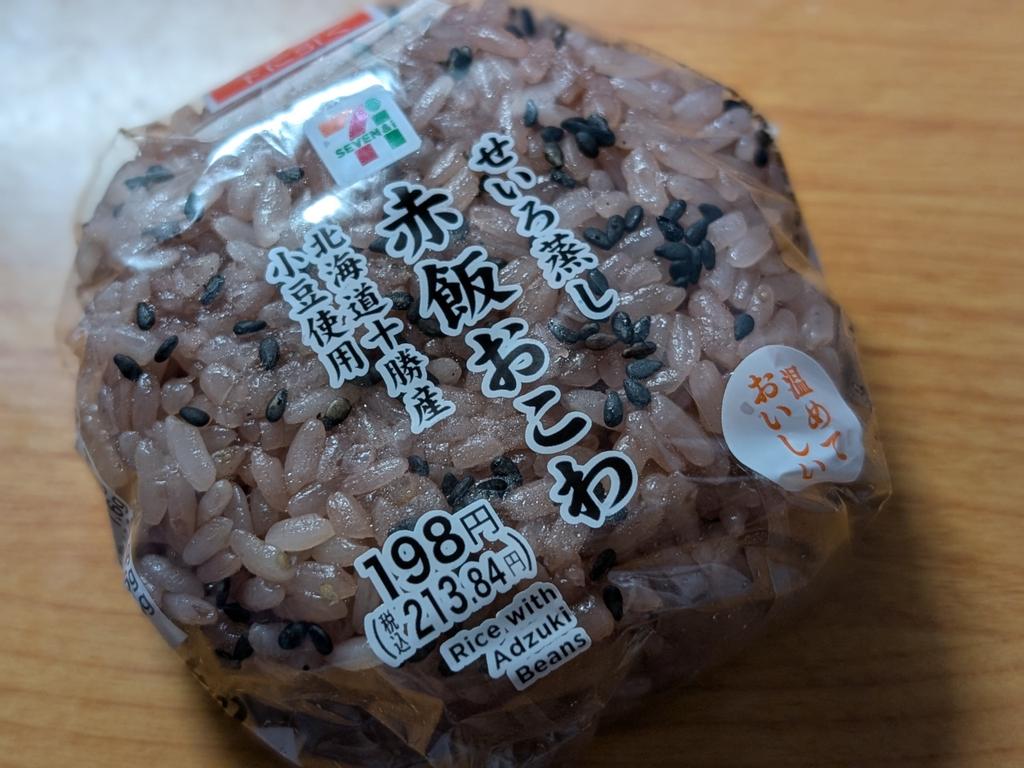 SEVEN&i
せいろ蒸し
赤飯おこわ
北海道十勝産
小豆使用
温めて
おいしい
198円
(税込213.84円)
Rice with
Adzuki
Beans